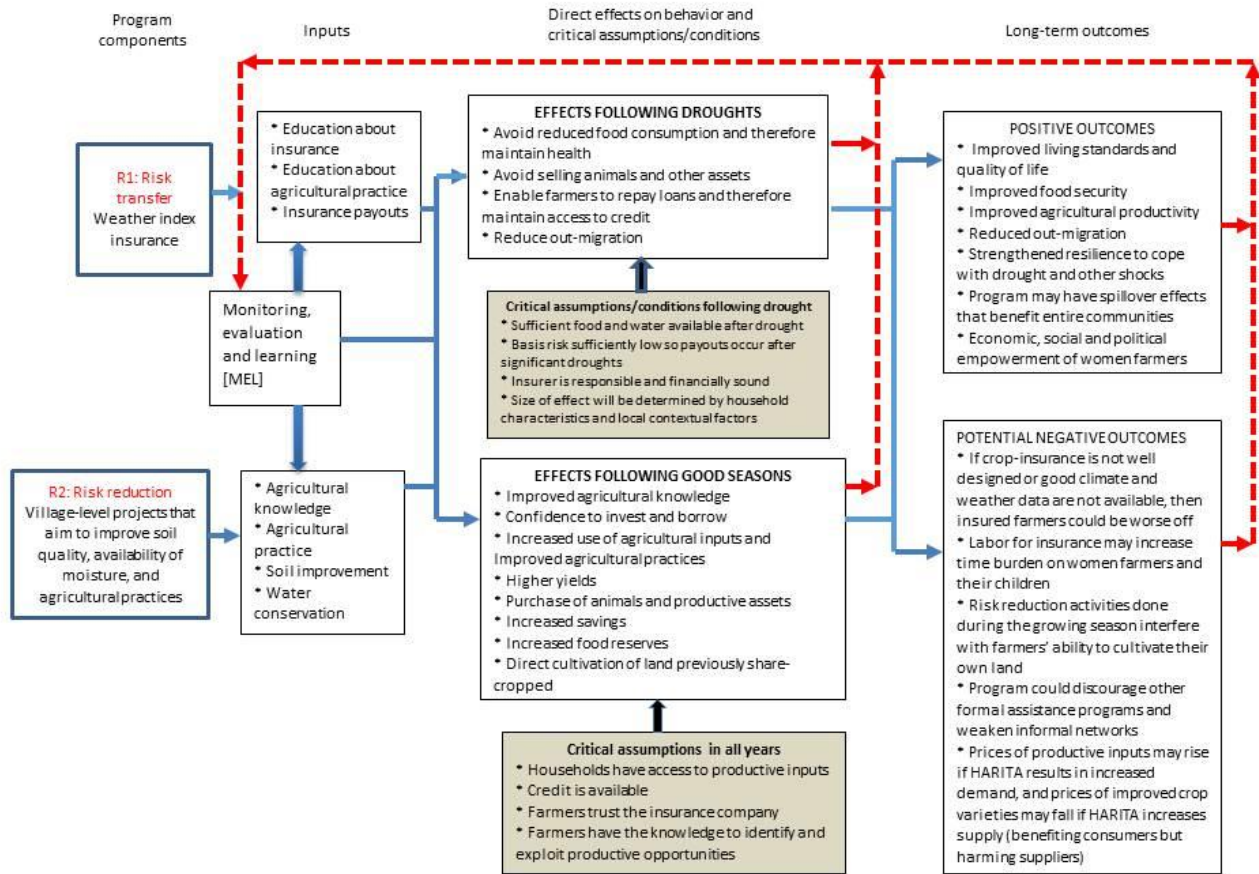 Program
components
Inputs
Direct effects on behavior and
critical assumptions/conditions
Long-term outcomes
R1: Risk
transfer
Weather index
insurance
* Education about
insurance
* Education about
agricultural practice
* Insurance payouts
Monitoring,
evaluation
and learning
[MEL]
R2: Risk reduction
Village-level projects that
aim to improve soil
quality, availability of
moisture, and
agricultural practices
* Agricultural
knowledge
* Agricultural
practice
* Soil improvement
* Water
conservation
EFFECTS FOLLOWING DROUGHTS
* Avoid reduced food consumption and therefore
maintain health
* Avoid selling animals and other assets
* Enable farmers to repay loans and therefore
maintain access to credit
* Reduce out-migration
Critical assumptions/conditions following drought
* Sufficient food and water available after drought
* Basis risk sufficiently low so payouts occur after
significant droughts
* Insurer is responsible and financially sound
* Size of effect will be determined by household
characteristics and local contextual factors
EFFECTS FOLLOWING GOOD SEASONS
* Improved agricultural knowledge
* Confidence to invest and borrow
* Increased use of agricultural inputs and
Improved agricultural practices
* Higher yields
* Purchase of animals and productive assets
* Increased savings
* Increased food reserves
* Direct cultivation of land previously share-
cropped
Critical assumptions in all years
* Households have access to productive inputs
* Credit is available
* Farmers trust the insurance company
* Farmers have the knowledge to identify and
exploit productive opportunities
POSITIVE OUTCOMES
* Improved living standards and
quality of life
* Improved food security
* Improved agricultural productivity
* Reduced out-migration
* Strengthened resilience to cope
with drought and other shocks
* Program may have spillover effects
that benefit entire communities
* Economic, social and political
empowerment of women farmers
POTENTIAL NEGATIVE OUTCOMES
* If crop-insurance is not well
designed or good climate and
weather data are not available, then
insured farmers could be worse off
* Labor for insurance may increase
time burden on women farmers and
their children
* Risk reduction activities done
during the growing season interfere
with farmers' ability to cultivate their
own land
* Program could discourage other
formal assistance programs and
weaken informal networks
* Prices of productive inputs may rise
if HARITA results in increased
demand, and prices of improved crop
varieties may fall if HARITA increases
supply (benefiting consumers but
harming suppliers)